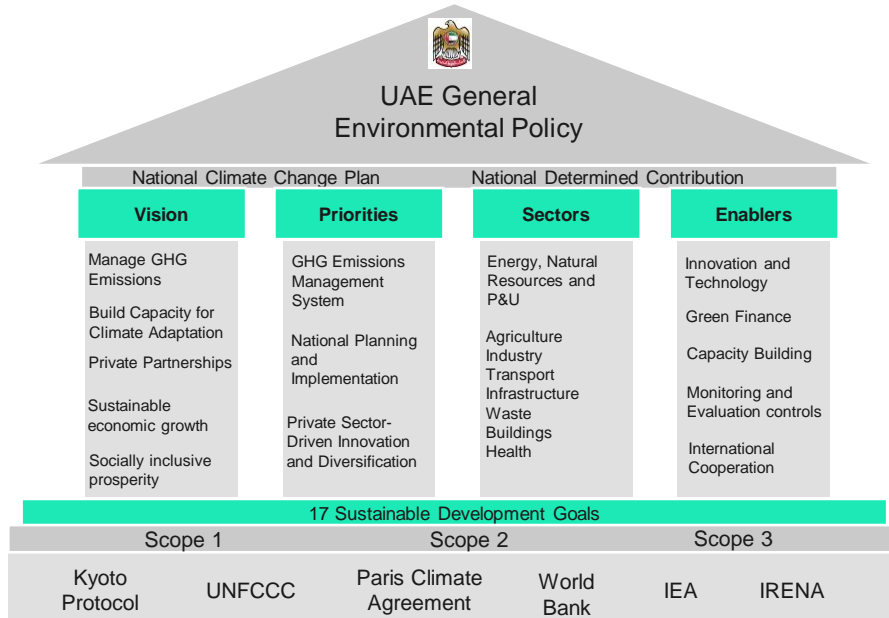 UAE General
Environmental Policy
National Climate Change Plan
National Determined Contribution
Vision
Manage GHG
Emissions
Build Capacity for
Climate Adaptation
Private Partnerships
Sustainable
economic growth
Socially inclusive
prosperity
Priorities
GHG Emissions
Management
System
National Planning
and
Implementation
Private Sector-
Driven Innovation
and Diversification
Sectors
Energy, Natural
Resources and
P&U
Agriculture
Industry
Transport
Infrastructure
Waste
Buildings
Health
Enablers
Innovation and
Technology
Green Finance
Capacity Building
Monitoring and
Evaluation controls
International
Cooperation
17 Sustainable Development Goals
Scope 1
Scope 2
Scope 3
Kyoto
Protocol
UNFCCC
Paris Climate
Agreement
World
Bank
IEA
IRENA